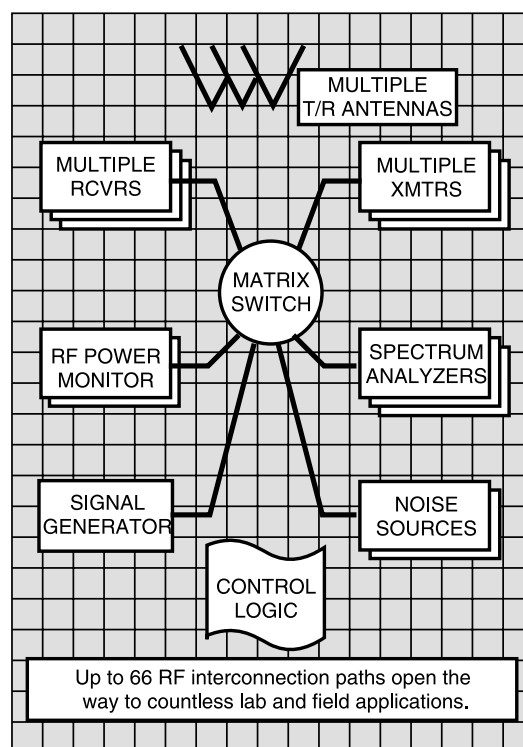 MULTIPLE
T/R ANTENNAS
MULTIPLE
RCVRS
MULTIPLE
XMTRS
MATRIX
SWITCH
RF POWER
MONITOR
SPECTRUM
ANALYZERS
SIGNAL
GENERATOR
NOISE
SOURCES
CONTROL
LOGIC
Up to 66 RF interconnection paths open the
way to countless lab and field applications.